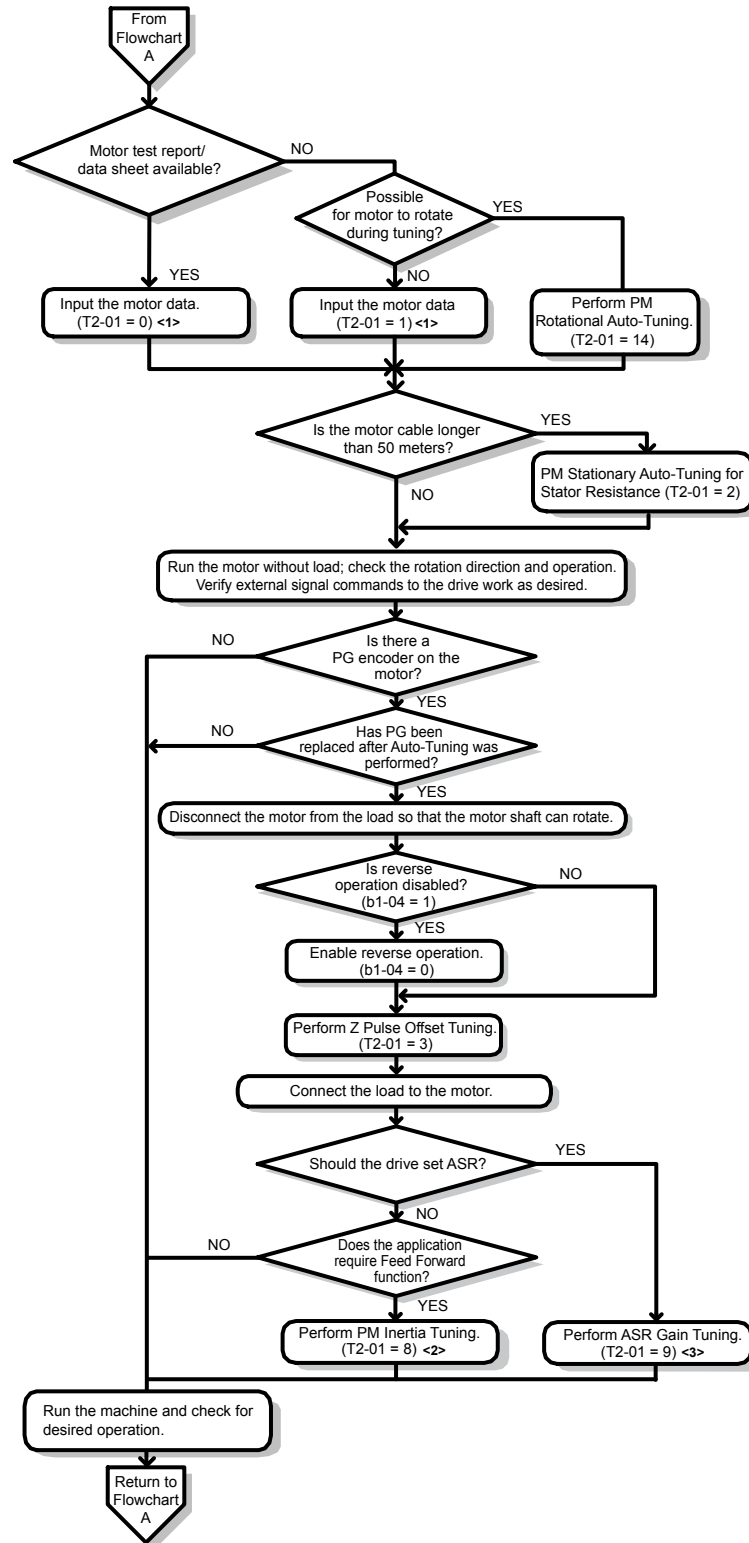 From
Flowchart
A
Motor test report/
data sheet available?
NO
Possible
for motor to rotate
during tuning?
YES
YES
NO
Input the motor data.
(T2-01 = 0) <1>
Input the motor data
(T2-01 = 1) <1>
Perform PM
Rotational Auto-Tuning.
(T2-01 = 14)
Is the motor cable longer
than 50 meters?
YES
NO
PM Stationary Auto-Tuning for
Stator Resistance (T2-01 = 2)
Run the motor without load; check the rotation direction and operation.
Verify external signal commands to the drive work as desired.
NO
Is there a
PG encoder on the
motor?
YES
NO
Has PG been
replaced after Auto-Tuning was
performed?
YES
Disconnect the motor from the load so that the motor shaft can rotate.
Is reverse
operation disabled?
(b1-04 = 1)
NO
YES
Enable reverse operation.
(b1-04 = 0)
Perform Z Pulse Offset Tuning.
(T2-01 = 3)
Connect the load to the motor.
Should the drive set ASR?
YES
NO
NO
Does the application
require Feed Forward
function?
YES
Perform PM Inertia Tuning.
(T2-01 = 8) <2>
Perform ASR Gain Tuning.
(T2-01 = 9) <3>
Run the machine and check for
desired operation.
Return to
Flowchart
A